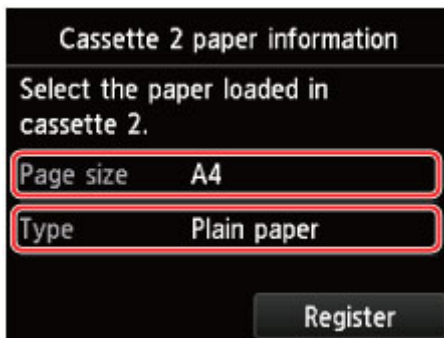 Cassette 2 paper information
Select the paper loaded in
cassette 2.
Page size A4
Type Plain paper
Register